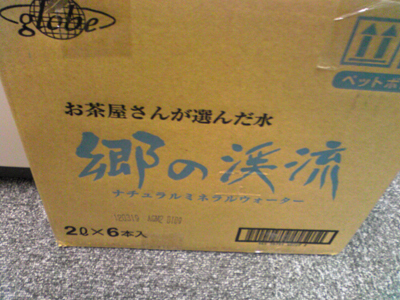 globe
お茶屋さんが選んだ水
郷の渓流
ナチュラルミネラルウォーター
2ℓ×6本入
ペットボ